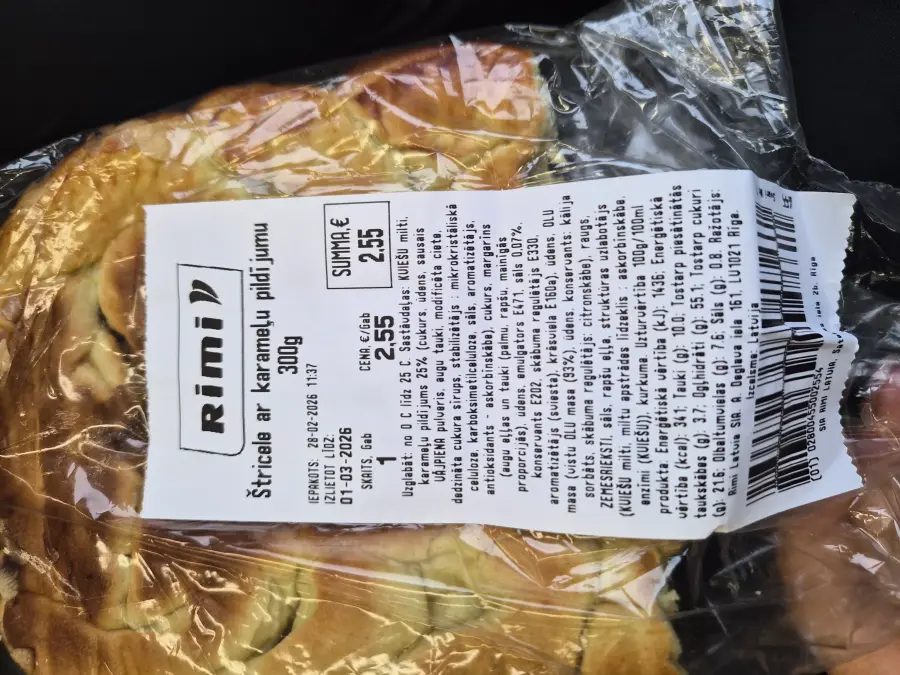 RIMI
Štricele ar karameļu pildījumu
300g
IEPAKOTS: 28-02-2026 11:37
IZLIETOT LĪDZ:
01-03-2026
SKAITS, Gab
1
CENA, €/Gab
2,55
SUMMA,€
2.55
Uzglabāt: no 0 C līdz 25 C. Sastāvdaļas: KVIEŠU milti,
karameļu pildījums 25% (cukurs, ūdens, sausais
VĀJPIENA pulveris, augu tauki, modificēta ciete,
dedzināta cukura sīrups, stabilizētājs : mikrokristāliskā
celuloze, karboksimetilceluloze, sāls, aromatizētājs,
antioksidants - askorbīnskābe), cukurs, margarīns
(augu eļļas un tauki (palmu, rapšu, mainīgās
proporcijās), ūdens, emulgators E471, sāls 0,07%,
konservants E202, skābuma regulētājs E330,
aromatizētājs (sviesta), krāsviela E160a), ūdens, OLU
masa (vistu OLU masa (93%), ūdens, konservants: kālija
sorbāts, skābuma regulētājs: citronskābe), raugs,
ZEMESRIEKSTI, sāls, rapšu eļļa, struktūras uzlabotājs
(KVIEŠU milti, miltu apstrādes līdzeklis : askorbīnskābe,
enzīmi (KVIEŠU)), kurkuma. Uzturvērtība 100g/100ml
produkta: Enerģētiskā vērtība (kJ): 1436; Enerģētiskā
vērtība (kcal): 341; Tauki (g): 10.0; Tostarp piesātinātās
taukskābes (g): 3.7; Ogļhidrāti (g): 55.1; Tostarp cukuri
(g): 21.6; Olbaltumvielas (g): 7.6; Sāls (g): 0.8. Ražotājs:
Rimi Latvia SIA, A. Deglava iela 161, LV1021 Rīga.
Izcelsme: Latvija
(01) 02800455002554
SIA RIMI LATVIA,
Rīga